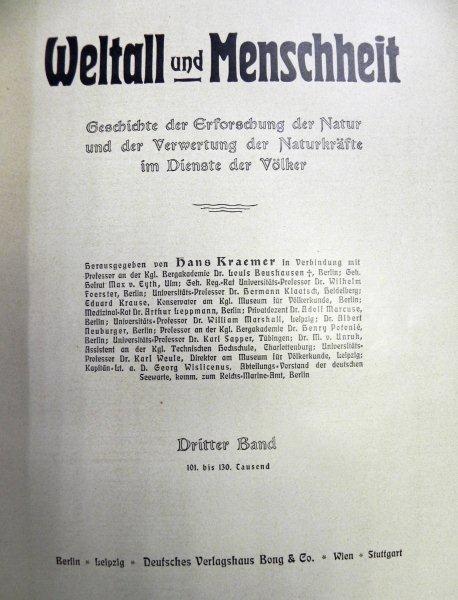 Weltall und Menschheit
Geschichte der Erforschung der Natur
und der Verwertung der Naturkräfte
im Dienste der Völker
Herausgegeben von Hans Kraemer in Verbindung mit
Professor an der Kgl. Bergakademie Dr. Louis Beushausen †, Berlin; Geh.
Hofrat Max v. Eyth, Ulm; Geh. Reg.-Rat Universitäts-Professor Dr. Wilhelm
Foerster, Berlin; Universitäts-Professor Dr. Hermann Klaatsch, Heidelberg;
Eduard Krause, Konservator am Kgl. Museum für Völkerkunde, Berlin;
Medizinal-Rat Dr. Arthur Leppmann, Berlin; Privatdozent Dr. Adolf Marcuse,
Berlin; Universitäts-Professor Dr. William Marshall, Leipzig; Dr. Albert
Neuburger, Berlin; Professor an der Kgl. Bergakademie Dr. Henry Potonié,
Berlin; Universitäts-Professor Dr. Karl Sapper, Tübingen; Dr. M. v. Unruh,
Assistent an der Kgl. Technischen Hochschule, Charlottenburg; Universitäts-
Professor Dr. Karl Weule, Direktor am Museum für Völkerkunde, Leipzig;
Kapitän-Lt. a. D. Georg Wislicenus, Abteilungs-Vorstand der deutschen
Seewarte, komm. zum Reichs-Marine-Amt, Berlin
Dritter Band
101. bis 130. Tausend
Berlin * Leipzig * Deutsches Verlagshaus Bong & Co. * Wien * Stuttgart